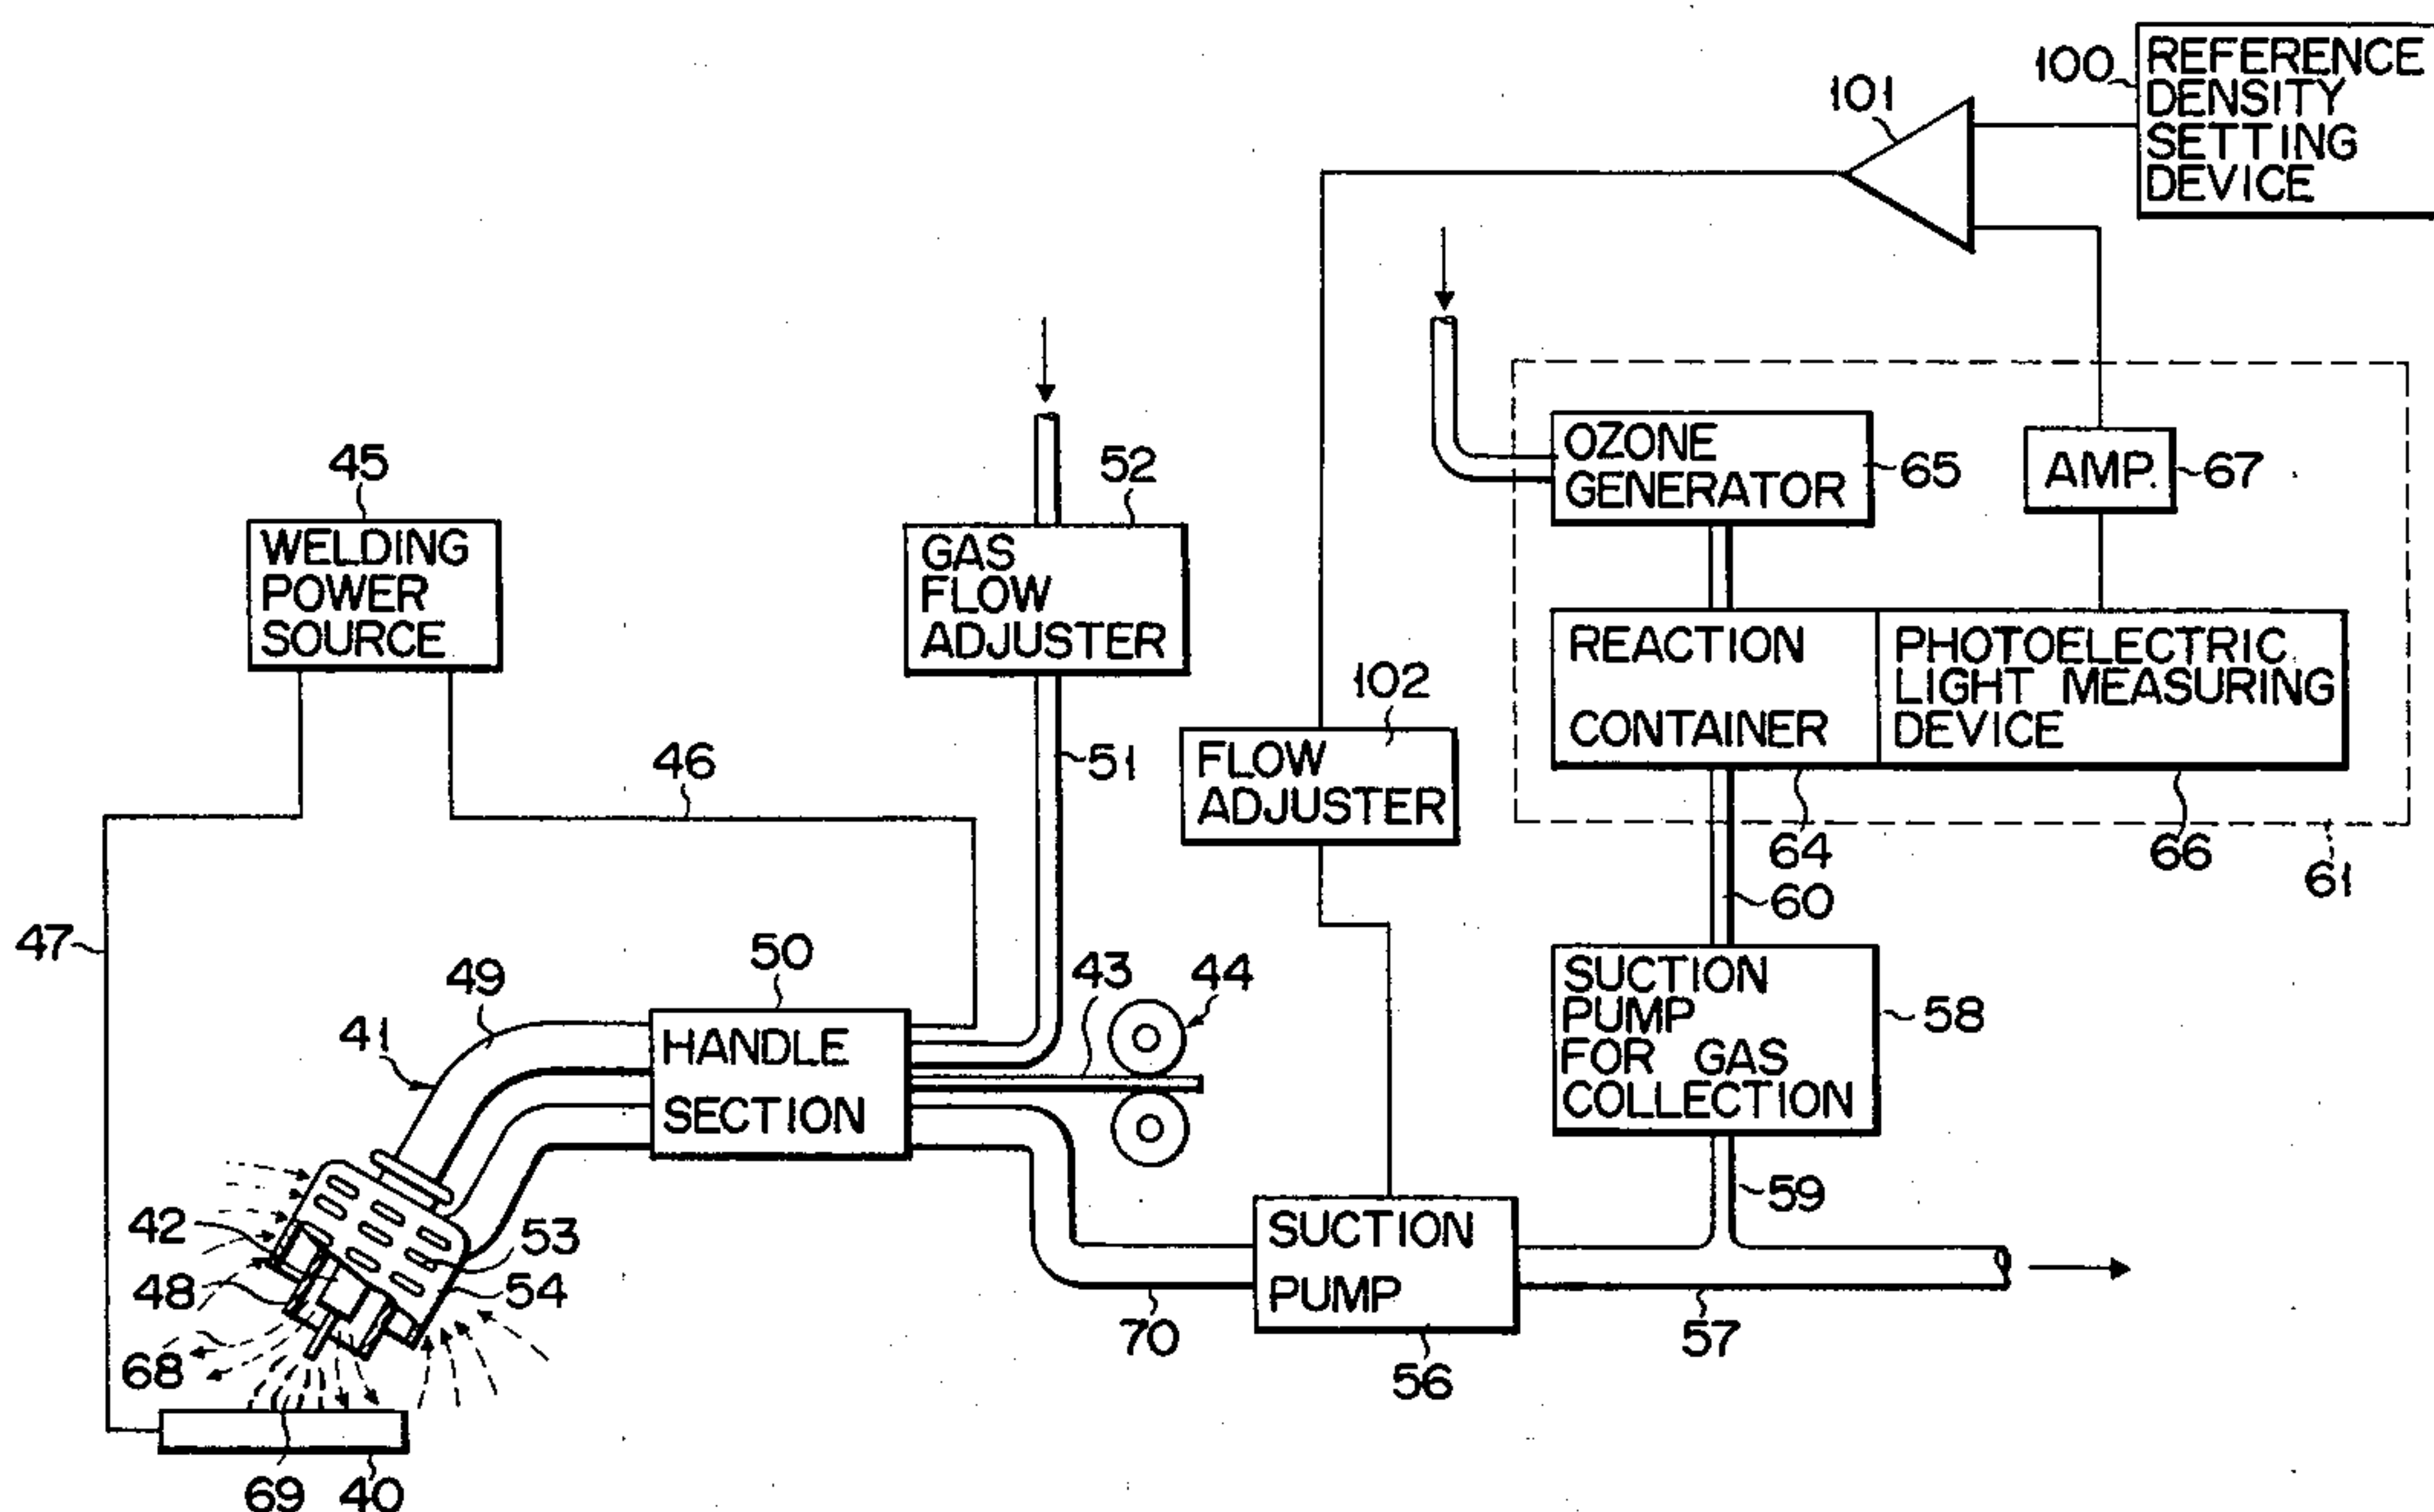 100
REFERENCE
DENSITY
SETTING
DEVICE
101
45
WELDING
POWER
SOURCE
52
GAS
FLOW
ADJUSTER
OZONE
GENERATOR
65
AMP.
67
REACTION
CONTAINER
PHOTOELECTRIC
LIGHT MEASURING
DEVICE
102
FLOW
ADJUSTER
46
51
64
66
61
60
47
49
50
43
44
41
HANDLE
SECTION
SUCTION
PUMP
FOR GAS
COLLECTION
58
59
42
53
48
54
68
SUCTION
PUMP
70
56
57
69
40